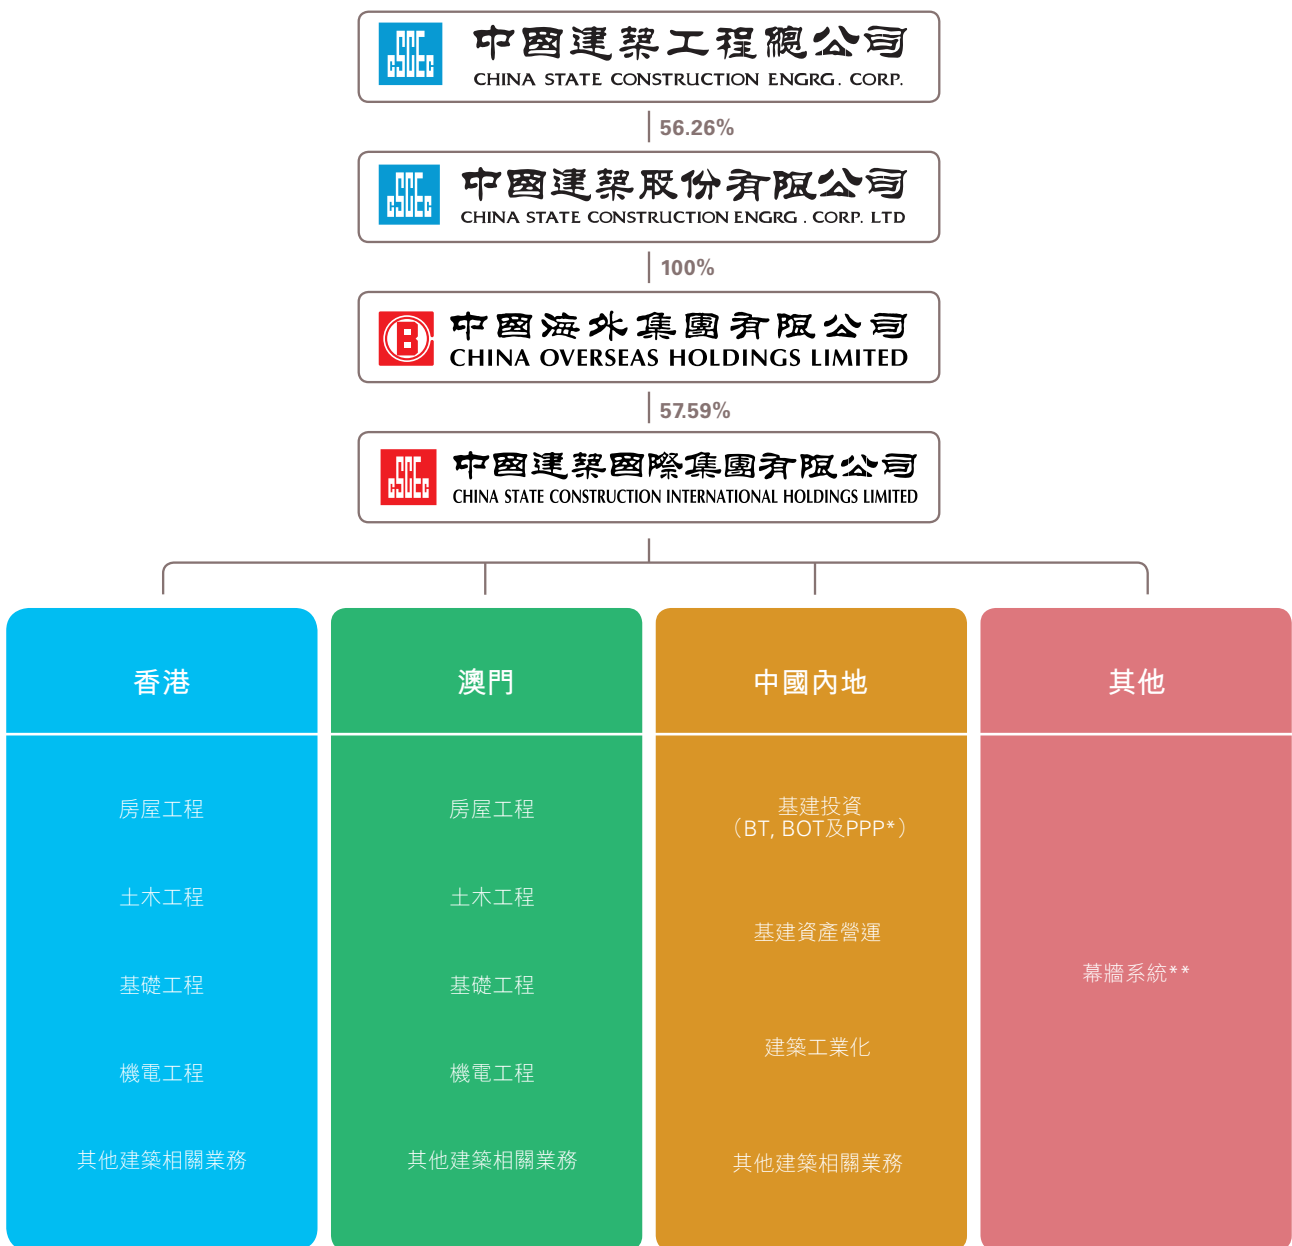 中國建築工程總公司
CHINA STATE CONSTRUCTION ENGRG. CORP.
56.26%
中國建築股份有限公司
CHINA STATE CONSTRUCTION ENGRG . CORP. LTD
100%
中國海外集團有限公司
CHINA OVERSEAS HOLDINGS LIMITED
57.59%
中國建築國際集團有限公司
CHINA STATE CONSTRUCTION INTERNATIONAL HOLDINGS LIMITED
香港
房屋工程
土木工程
基礎工程
機電工程
其他建築相關業務
澳門
房屋工程
土木工程
基礎工程
機電工程
其他建築相關業務
中國內地
基建投資
（BT, BOT及PPP*）
基建資產營運
建築工業化
其他建築相關業務
其他
幕牆系統**